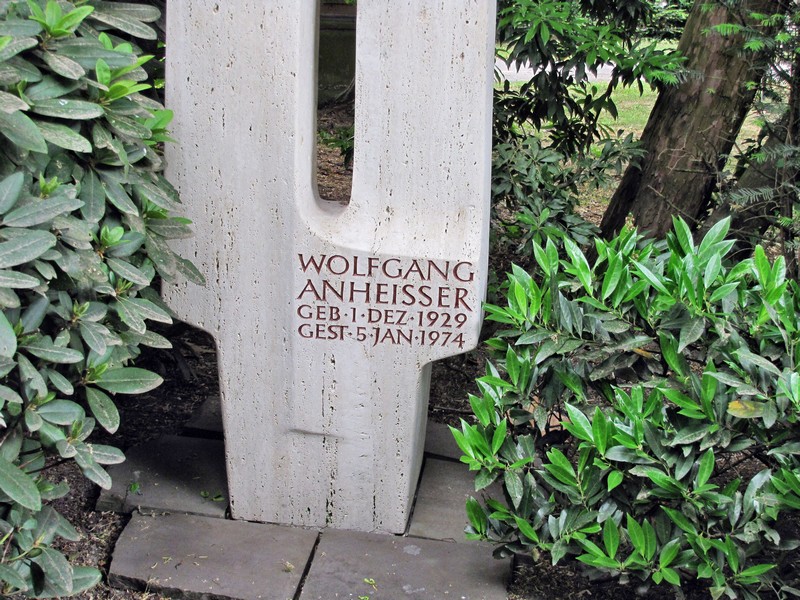 WOLFGANG
ANHEISSER
GEB·1·DEZ·1929
GEST·5·JAN·1974